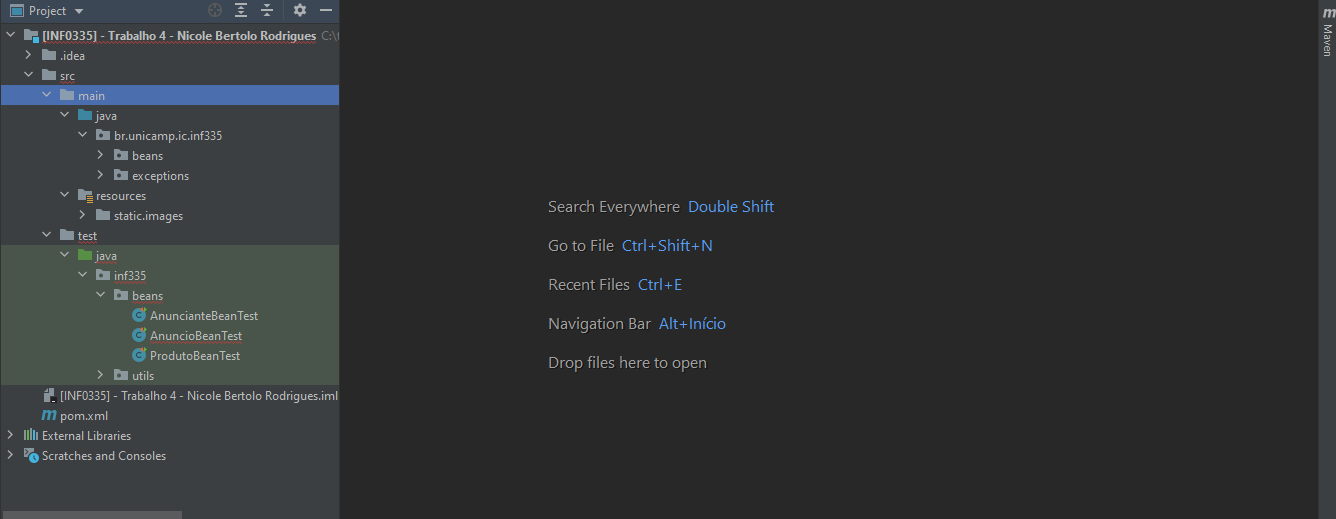 Project
[INF0335] - Trabalho 4 - Nicole Bertolo Rodrigues C:\
.idea
src
main
java
br.unicamp.ic.inf335
beans
exceptions
resources
static.images
test
java
inf335
beans
AnuncianteBeanTest
AnuncioBeanTest
ProdutoBeanTest
utils
[INF0335] - Trabalho 4 - Nicole Bertolo Rodrigues.iml
pom.xml
External Libraries
Scratches and Consoles
Search Everywhere Double Shift
Go to File Ctrl+Shift+N
Recent Files Ctrl+E
Navigation Bar Alt+Início
Drop files here to open
Maven